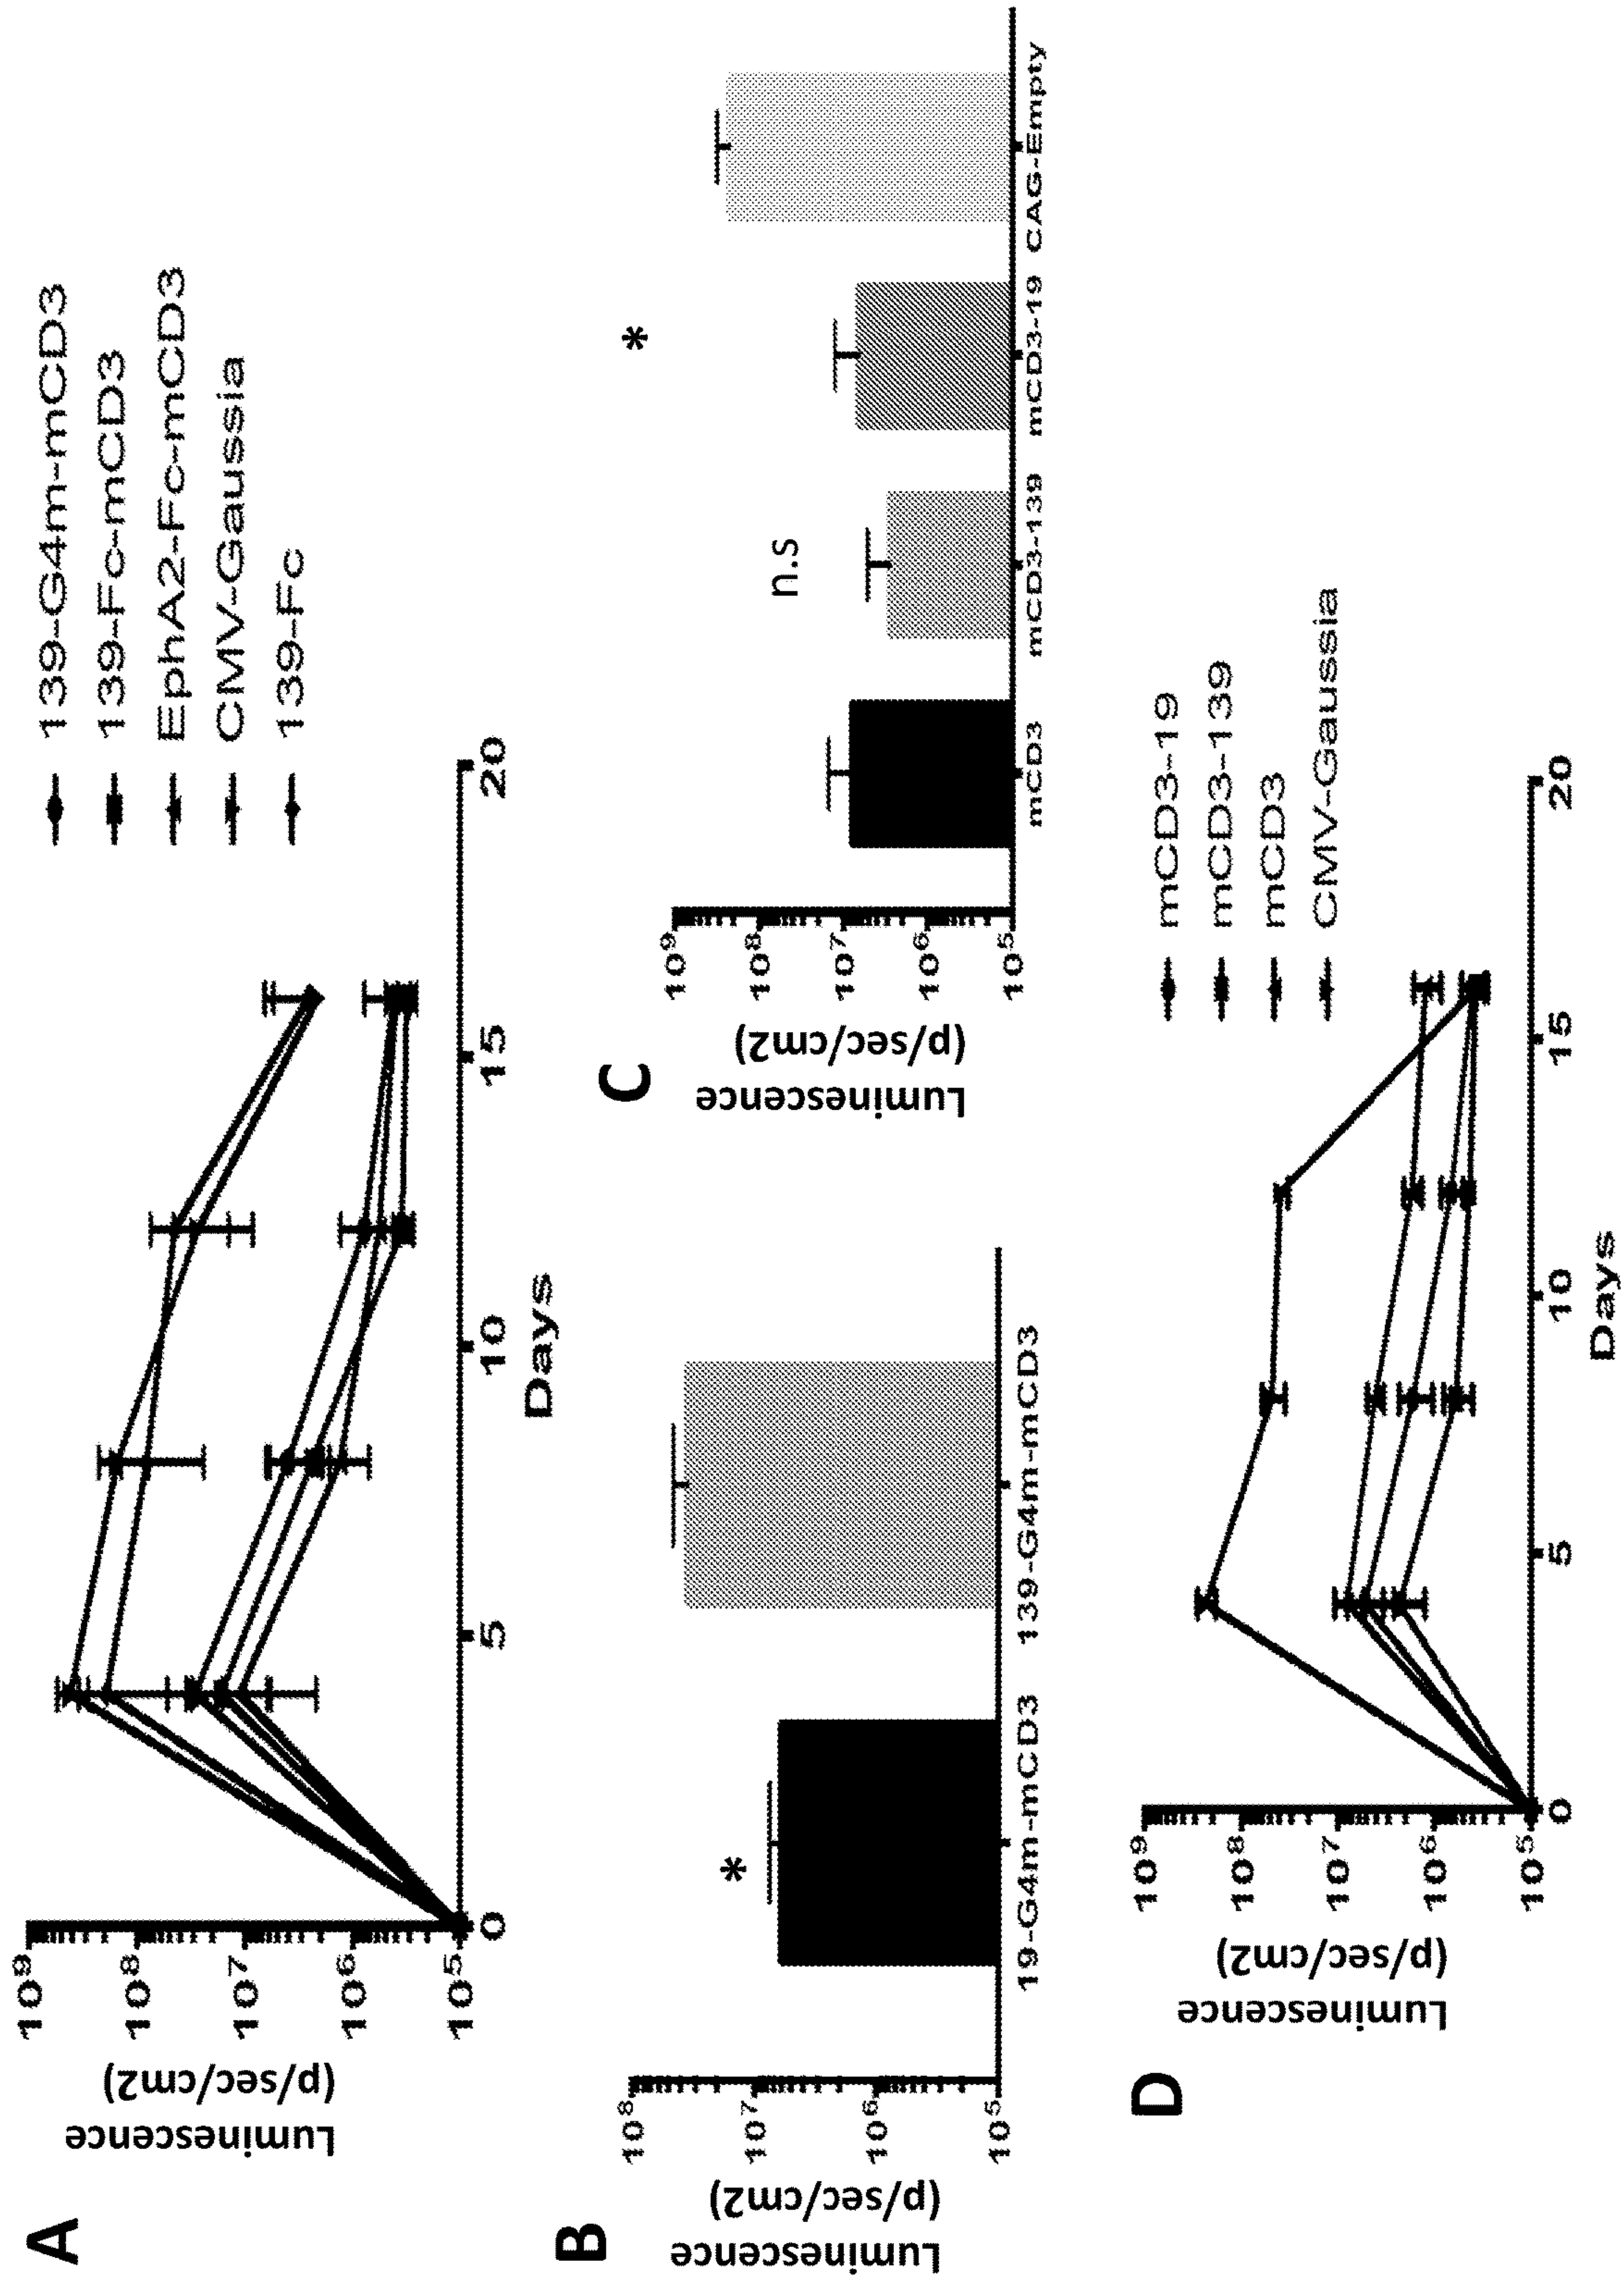 A
Luminescence
(p/sec/cm2)
10⁹
10⁸
10⁷
10⁶
10⁵
0
5
10
15
20
Days
139-G4m-mCD3
139-Fc-mCD3
EphA2-Fc-mCD3
CMV-Gaussia
139-Fc
B
Luminescence
(p/sec/cm2)
10⁸
10⁷
10⁶
10⁵
*
19-G4m-mCD3
139-G4m-mCD3
C
Luminescence
(p/sec/cm2)
10⁹
10⁸
10⁷
10⁶
10⁵
n.s
*
mCD3
mCD3-139
mCD3-19
CAG-Empty
D
Luminescence
(p/sec/cm2)
10⁹
10⁸
10⁷
10⁶
10⁵
0
5
10
15
20
Days
mCD3-19
mCD3-139
mCD3
CMV-Gaussia